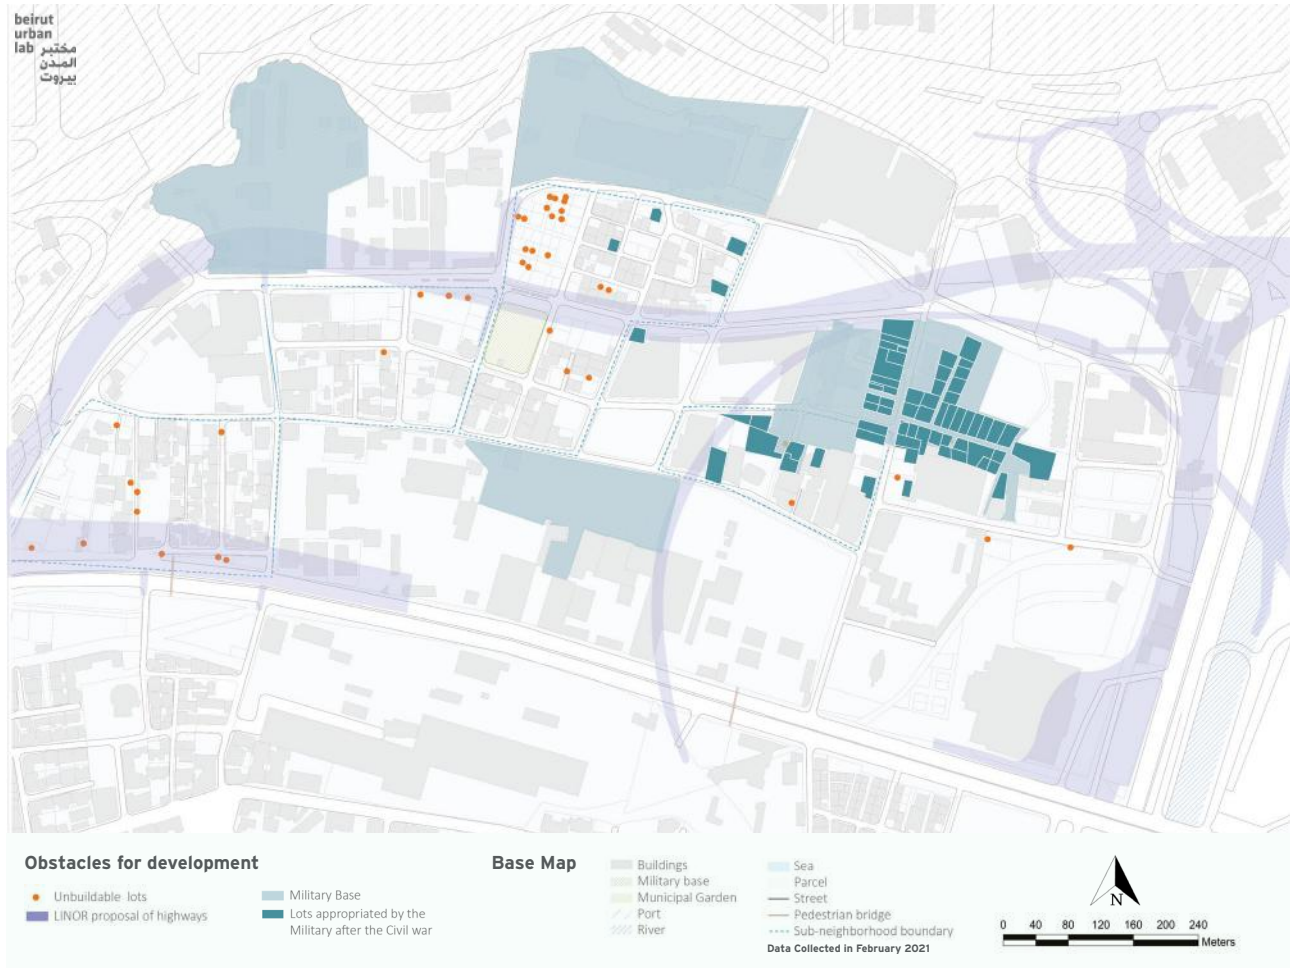 beirut
urban
lab مختبر
المدن
بيروت
Obstacles for development
Unbuildable lots
LINOR proposal of highways
Military Base
Lots appropriated by the
Military after the Civil war
Base Map
Buildings
Military base
Municipal Garden
Port
River
Sea
Parcel
Street
Pedestrian bridge
Sub-neighborhood boundary
Data Collected in February 2021
N
0 40 80 120 160 200 240
Meters